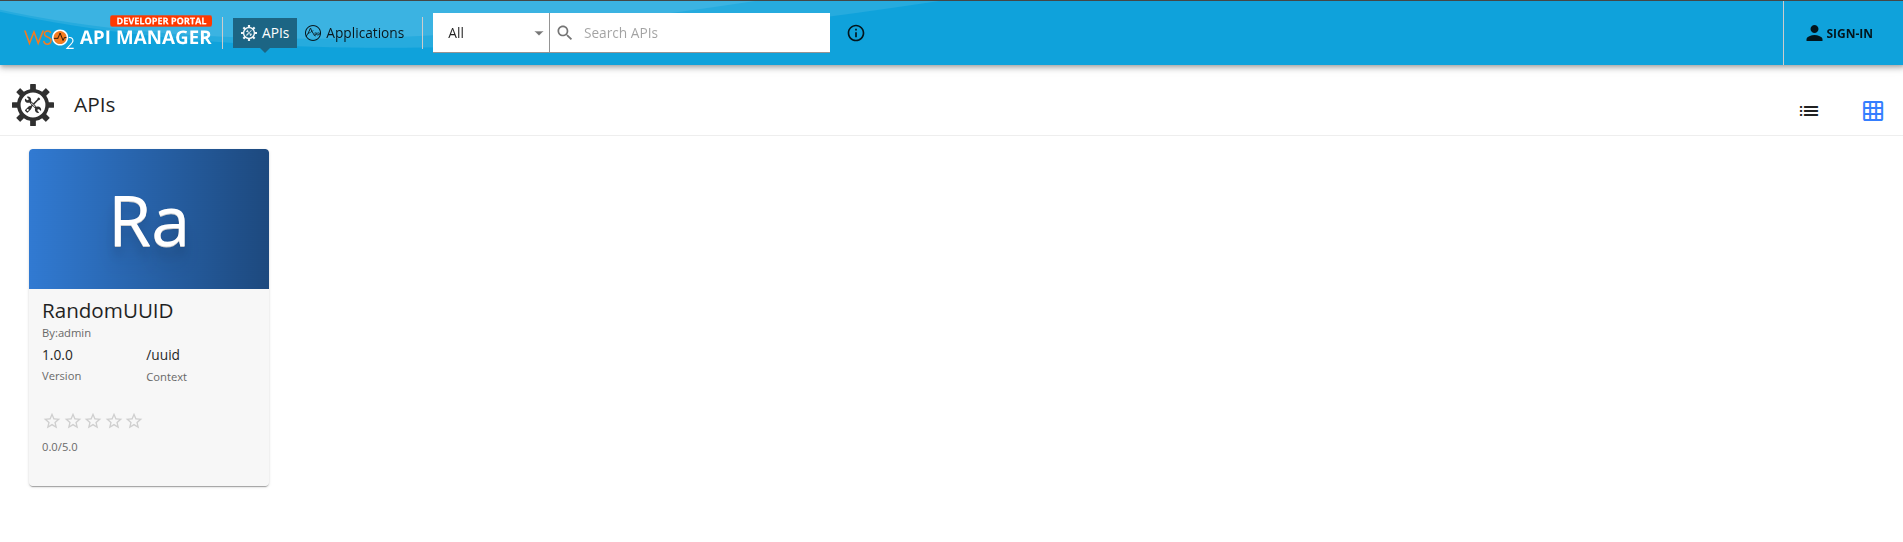 DEVELOPER PORTAL
WSO2 API MANAGER
APIs
Applications
All
Search APIs
SIGN-IN
APIs
Ra
RandomUUID
By:admin
1.0.0 /uuid
Version Context
0.0/5.0